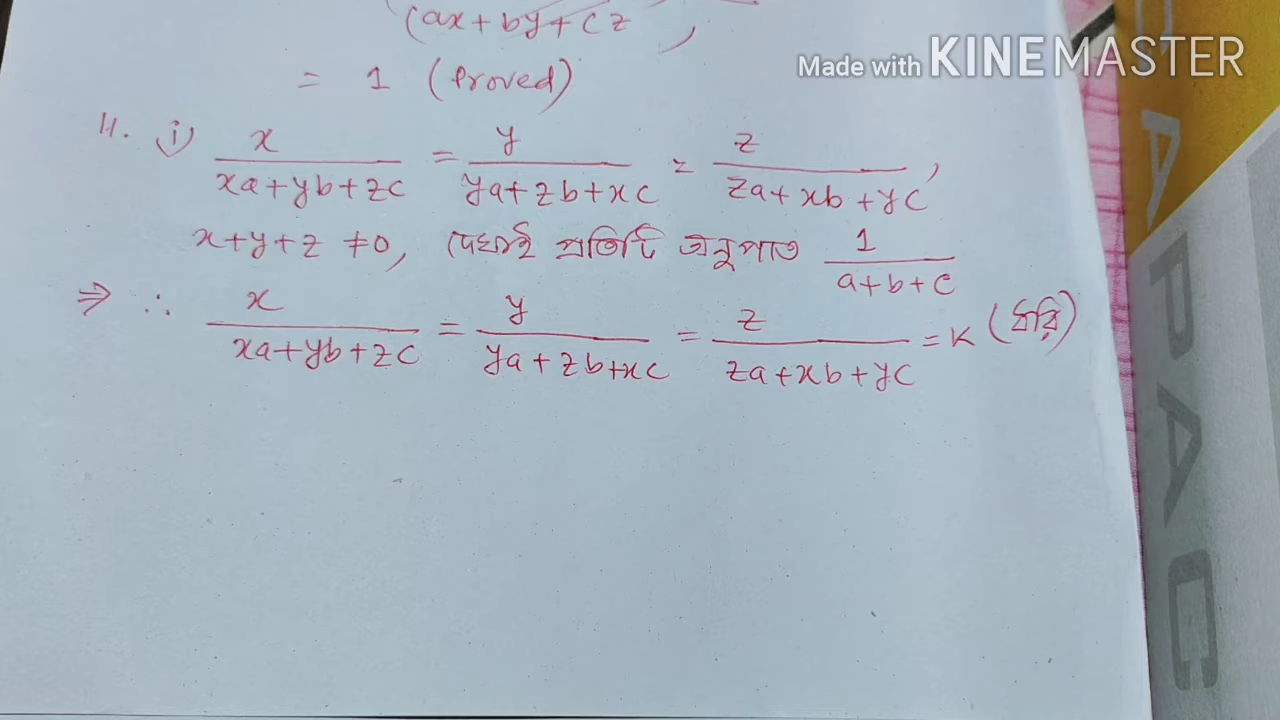 (ax+by+cz)
Made with KINEMASTER
= 1 (Proved)
11. i) x/(xa+yb+zc) = y/(ya+zb+xc) = z/(za+xb+yc),
x+y+z ≠0, দেখাই প্রতিটি অনুপাত 1/(a+b+c)
⇒ ∴ x/(xa+yb+zc) = y/(ya+zb+xc) = z/(za+xb+yc) = K (ধরি)
PAC